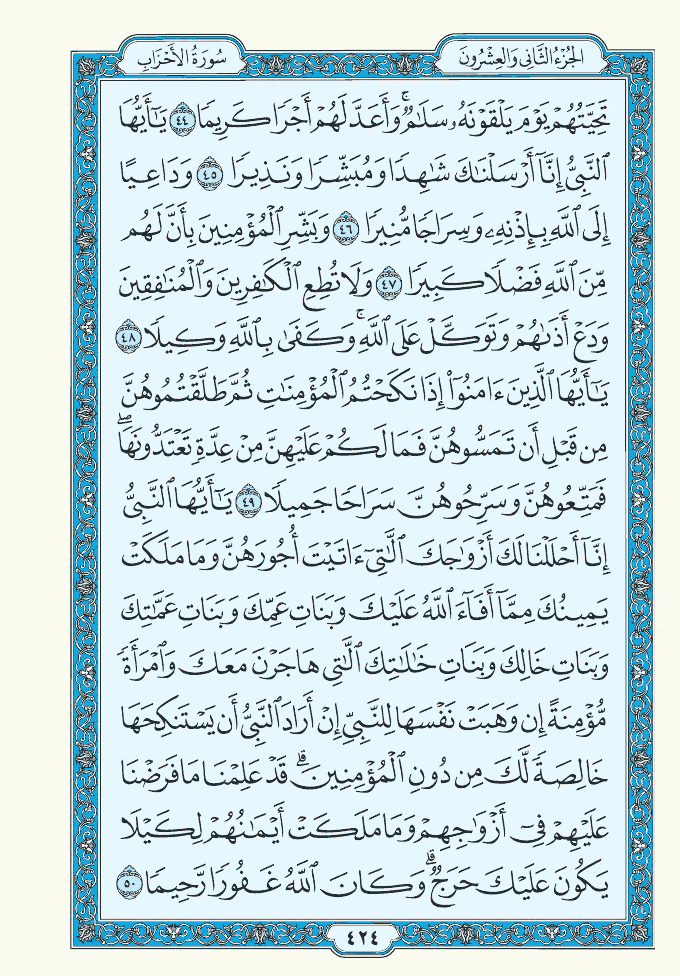 الجُزْءُ الثَّانِي وَالعِشْرُونَ
سُورَةُ الأَحْزَابِ
تَحِيَّتُهُمْ يَوْمَ يَلْقَوْنَهُۥ سَلَٰمٌ ۚ وَأَعَدَّ لَهُمْ أَجْرًا كَرِيمًا ٤٤ يَٰٓأَيُّهَا
ٱلنَّبِىُّ إِنَّآ أَرْسَلْنَٰكَ شَٰهِدًا وَمُبَشِّرًا وَنَذِيرًا ٤٥ وَدَاعِيًا
إِلَى ٱللَّهِ بِإِذْنِهِۦ وَسِرَاجًا مُّنِيرًا ٤٦ وَبَشِّرِ ٱلْمُؤْمِنِينَ بِأَنَّ لَهُم
مِّنَ ٱللَّهِ فَضْلًا كَبِيرًا ٤٧ وَلَا تُطِعِ ٱلْكَٰفِرِينَ وَٱلْمُنَٰفِقِينَ
وَدَعْ أَذَىٰهُمْ وَتَوَكَّلْ عَلَى ٱللَّهِ ۚ وَكَفَىٰ بِٱللَّهِ وَكِيلًا ٤٨
يَٰٓأَيُّهَا ٱلَّذِينَ ءَامَنُوٓا۟ إِذَا نَكَحْتُمُ ٱلْمُؤْمِنَٰتِ ثُمَّ طَلَّقْتُمُوهُنَّ
مِن قَبْلِ أَن تَمَسُّوهُنَّ فَمَا لَكُمْ عَلَيْهِنَّ مِنْ عِدَّةٍ تَعْتَدُّونَهَا ۖ
فَمَتِّعُوهُنَّ وَسَرِّحُوهُنَّ سَرَاحًا جَمِيلًا ٤٩ يَٰٓأَيُّهَا ٱلنَّبِىُّ
إِنَّآ أَحْلَلْنَا لَكَ أَزْوَٰجَكَ ٱلَّٰتِىٓ ءَاتَيْتَ أُجُورَهُنَّ وَمَا مَلَكَتْ
يَمِينُكَ مِمَّآ أَفَآءَ ٱللَّهُ عَلَيْكَ وَبَنَاتِ عَمِّكَ وَبَنَاتِ عَمَّٰتِكَ
وَبَنَاتِ خَالِكَ وَبَنَاتِ خَٰلَٰتِكَ ٱلَّٰتِى هَاجَرْنَ مَعَكَ وَٱمْرَأَةً
مُّؤْمِنَةً إِن وَهَبَتْ نَفْسَهَا لِلنَّبِىِّ إِنْ أَرَادَ ٱلنَّبِىُّ أَن يَسْتَنكِحَهَا
خَالِصَةً لَّكَ مِن دُونِ ٱلْمُؤْمِنِينَ ۗ قَدْ عَلِمْنَا مَا فَرَضْنَا
عَلَيْهِمْ فِىٓ أَزْوَٰجِهِمْ وَمَا مَلَكَتْ أَيْمَٰنُهُمْ لِكَيْلَا
يَكُونَ عَلَيْكَ حَرَجٌ ۗ وَكَانَ ٱللَّهُ غَفُورًا رَّحِيمًا ٥٠
٤٢٤